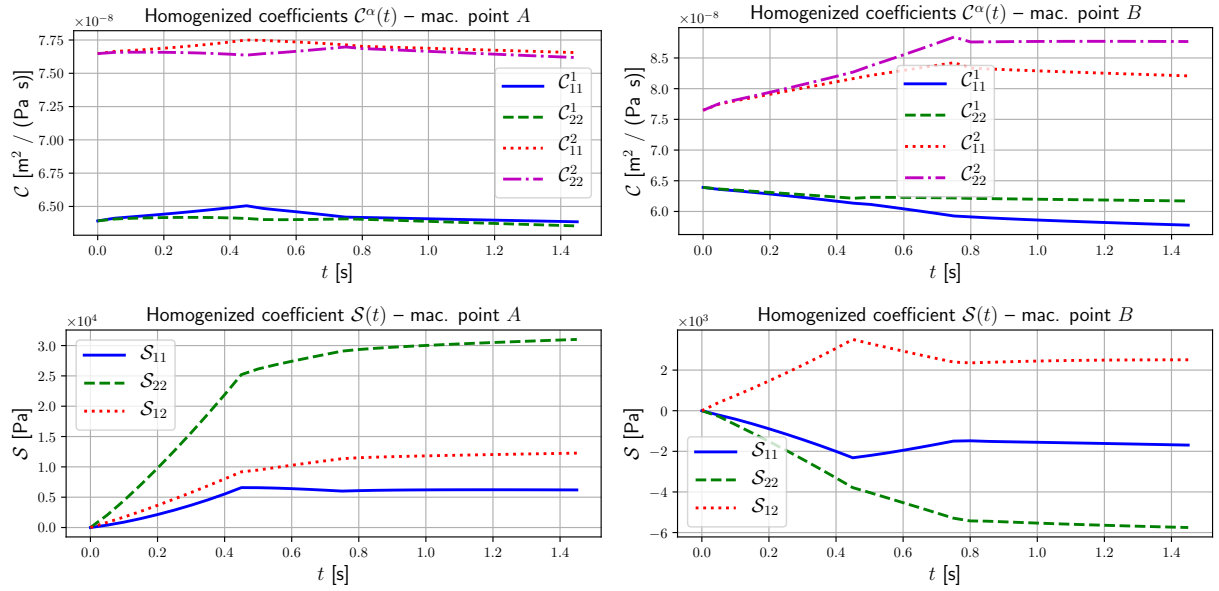 Homogenized coefficients 𝒞^α(t) – mac. point A
×10⁻⁸
7.75
7.50
7.25
7.00
6.75
6.50
𝒞 [m² / (Pa s)]
𝒞¹₁₁
𝒞¹₂₂
𝒞²₁₁
𝒞²₂₂
0.0 0.2 0.4 0.6 0.8 1.0 1.2 1.4
t [s]
Homogenized coefficients 𝒞^α(t) – mac. point B
×10⁻⁸
8.5
8.0
7.5
7.0
6.5
6.0
𝒞 [m² / (Pa s)]
𝒞¹₁₁
𝒞¹₂₂
𝒞²₁₁
𝒞²₂₂
0.0 0.2 0.4 0.6 0.8 1.0 1.2 1.4
t [s]
Homogenized coefficient 𝒮(t) – mac. point A
×10⁴
3.0
2.5
2.0
1.5
1.0
0.5
0.0
𝒮 [Pa]
𝒮₁₁
𝒮₂₂
𝒮₁₂
0.0 0.2 0.4 0.6 0.8 1.0 1.2 1.4
t [s]
Homogenized coefficient 𝒮(t) – mac. point B
×10³
2
0
−2
−4
−6
𝒮 [Pa]
𝒮₁₁
𝒮₂₂
𝒮₁₂
0.0 0.2 0.4 0.6 0.8 1.0 1.2 1.4
t [s]